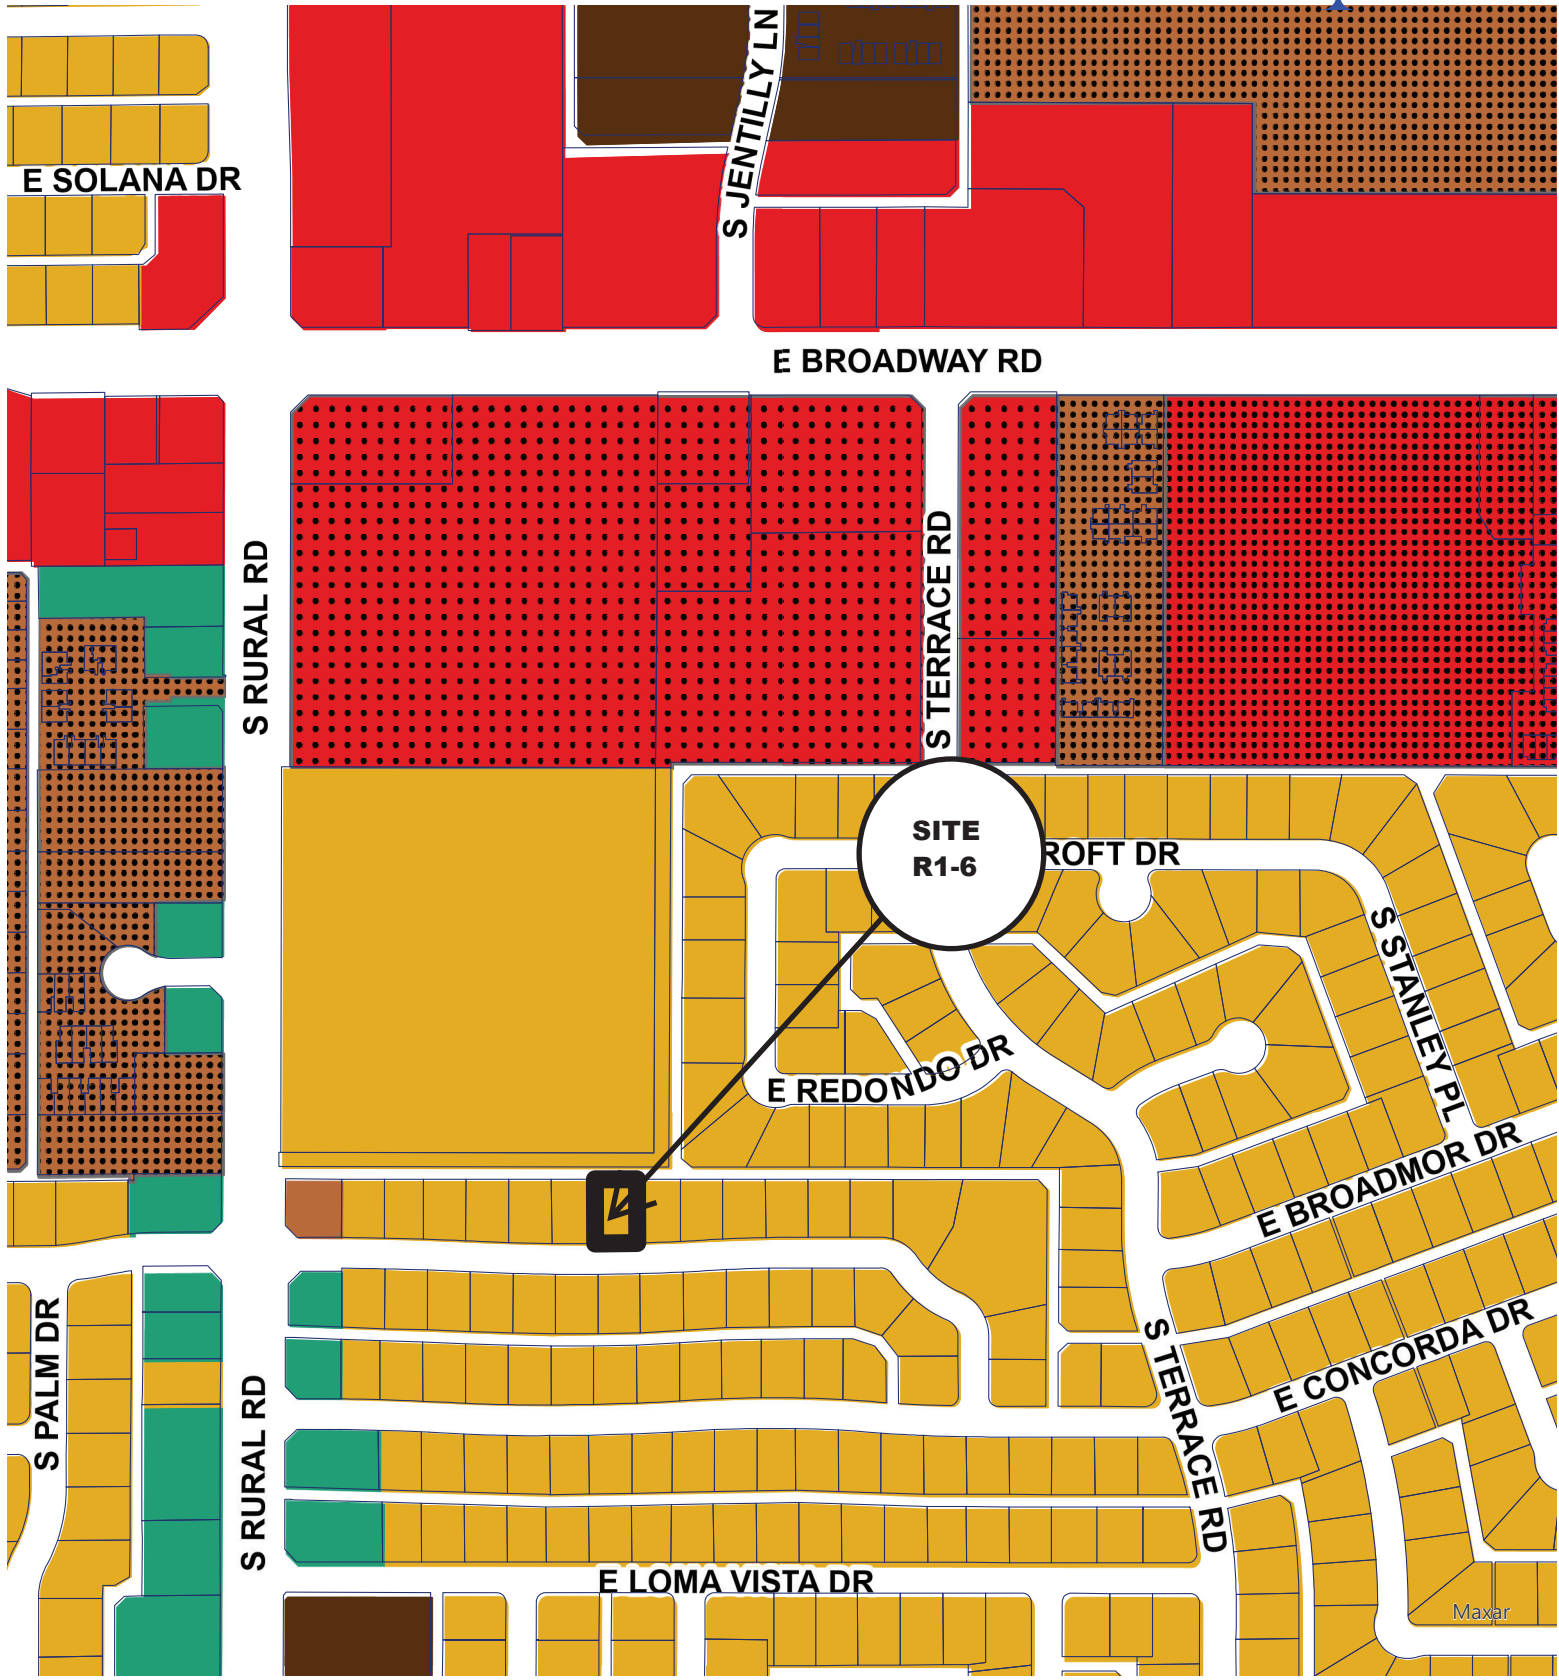 S JENTILLY LN
E SOLANA DR
E BROADWAY RD
S RURAL RD
S TERRACE RD
SITE
R1-6
ROFT DR
S STANLEY PL
E REDONDO DR
E BROADMOR DR
S PALM DR
E CONCORDA DR
S TERRACE RD
S RURAL RD
E LOMA VISTA DR
Maxar